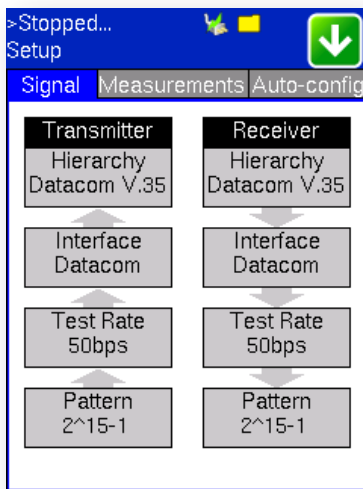 >Stopped...
Setup
Signal Measurements Auto-config
Transmitter
Hierarchy
Datacom V.35
Interface
Datacom
Test Rate
50bps
Pattern
2^15-1
Receiver
Hierarchy
Datacom V.35
Interface
Datacom
Test Rate
50bps
Pattern
2^15-1